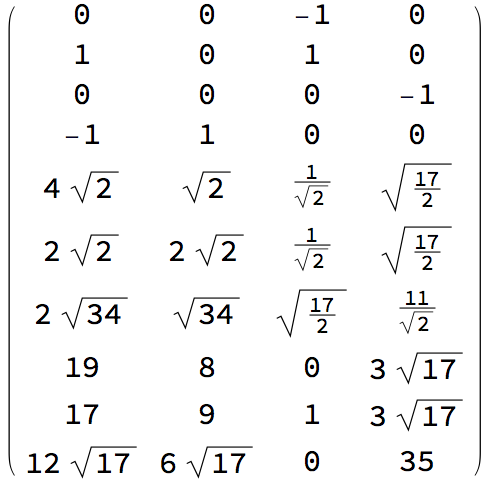 0 0 −1 0
1 0 1 0
0 0 0 −1
−1 1 0 0
4 √2 √2 1/√2 √(17/2)
2 √2 2 √2 1/√2 √(17/2)
2 √34 √34 √(17/2) 11/√2
19 8 0 3 √17
17 9 1 3 √17
12 √17 6 √17 0 35